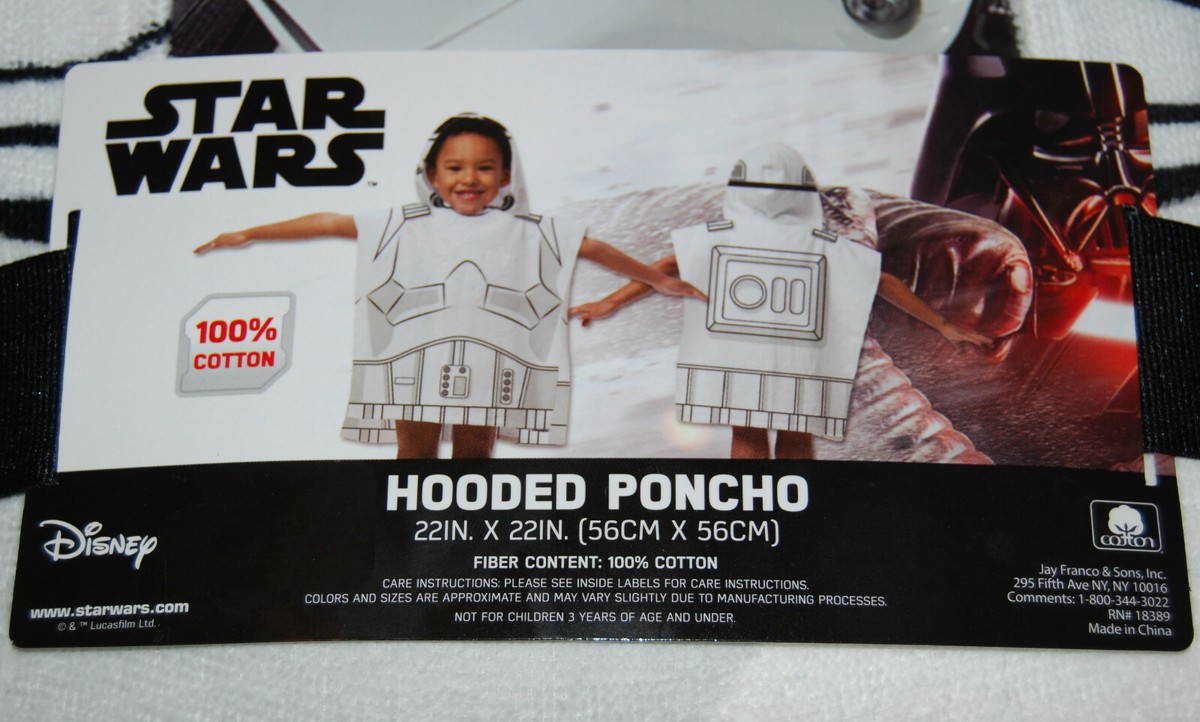 STAR
WARS™
100%
COTTON
HOODED PONCHO
22IN. X 22IN. (56CM X 56CM)
FIBER CONTENT: 100% COTTON
CARE INSTRUCTIONS: PLEASE SEE INSIDE LABELS FOR CARE INSTRUCTIONS.
COLORS AND SIZES ARE APPROXIMATE AND MAY VARY SLIGHTLY DUE TO MANUFACTURING PROCESSES.
NOT FOR CHILDREN 3 YEARS OF AGE AND UNDER.
DISNEY
www.starwars.com
© & ™ Lucasfilm Ltd.
cotton
Jay Franco & Sons, Inc.
295 Fifth Ave NY, NY 10016
Comments: 1-800-344-3022
RN# 18389
Made in China